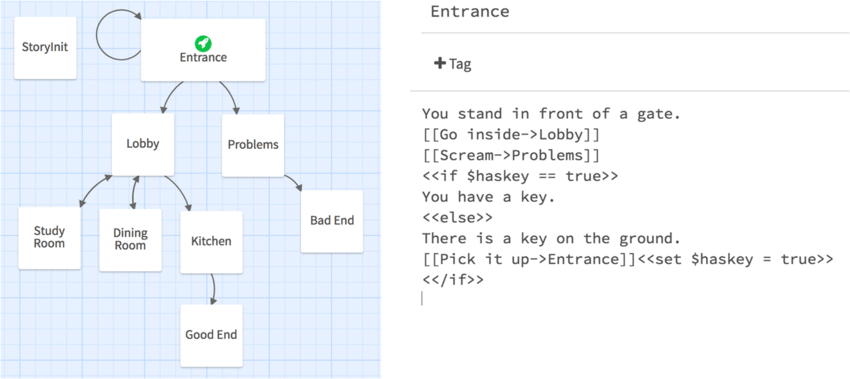 StoryInit
Entrance
Lobby
Problems
Study
Room
Dining
Room
Kitchen
Bad End
Good End
Entrance
+ Tag
You stand in front of a gate.
[[Go inside->Lobby]]
[[Scream->Problems]]
<<if $haskey == true>>
You have a key.
<<else>>
There is a key on the ground.
[[Pick it up->Entrance]]<<set $haskey = true>>
<</if>>